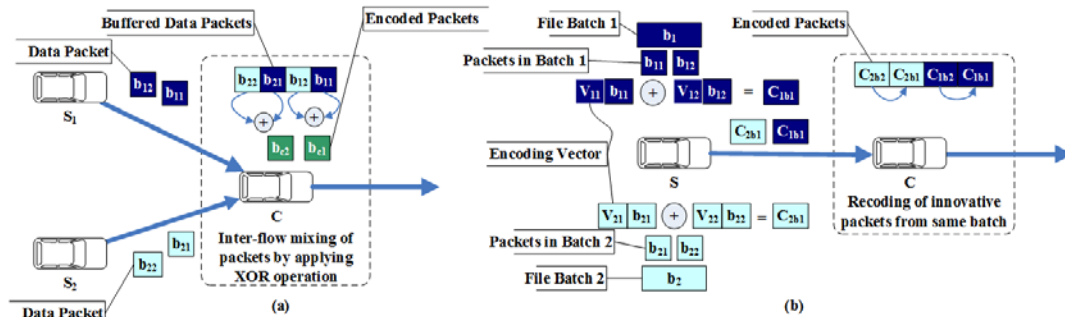 Buffered Data Packets
Encoded Packets
Data Packet
b12
b11
S1
b22 b21 b12 b11
+
+
be2
be1
C
Inter-flow mixing of
packets by applying
XOR operation
b21
b22
S2
Data Packet
(a)
File Batch 1
b1
Packets in Batch 1
b11
b12
V11 b11 + V12 b12 = C1b1
Encoding Vector
S
C2b1 C1b1
V21 b21 + V22 b22 = C2b1
Packets in Batch 2
b21
b22
File Batch 2
b2
Encoded Packets
C2b2 C2b1 C1b2 C1b1
C
Recoding of innovative
packets from same batch
(b)